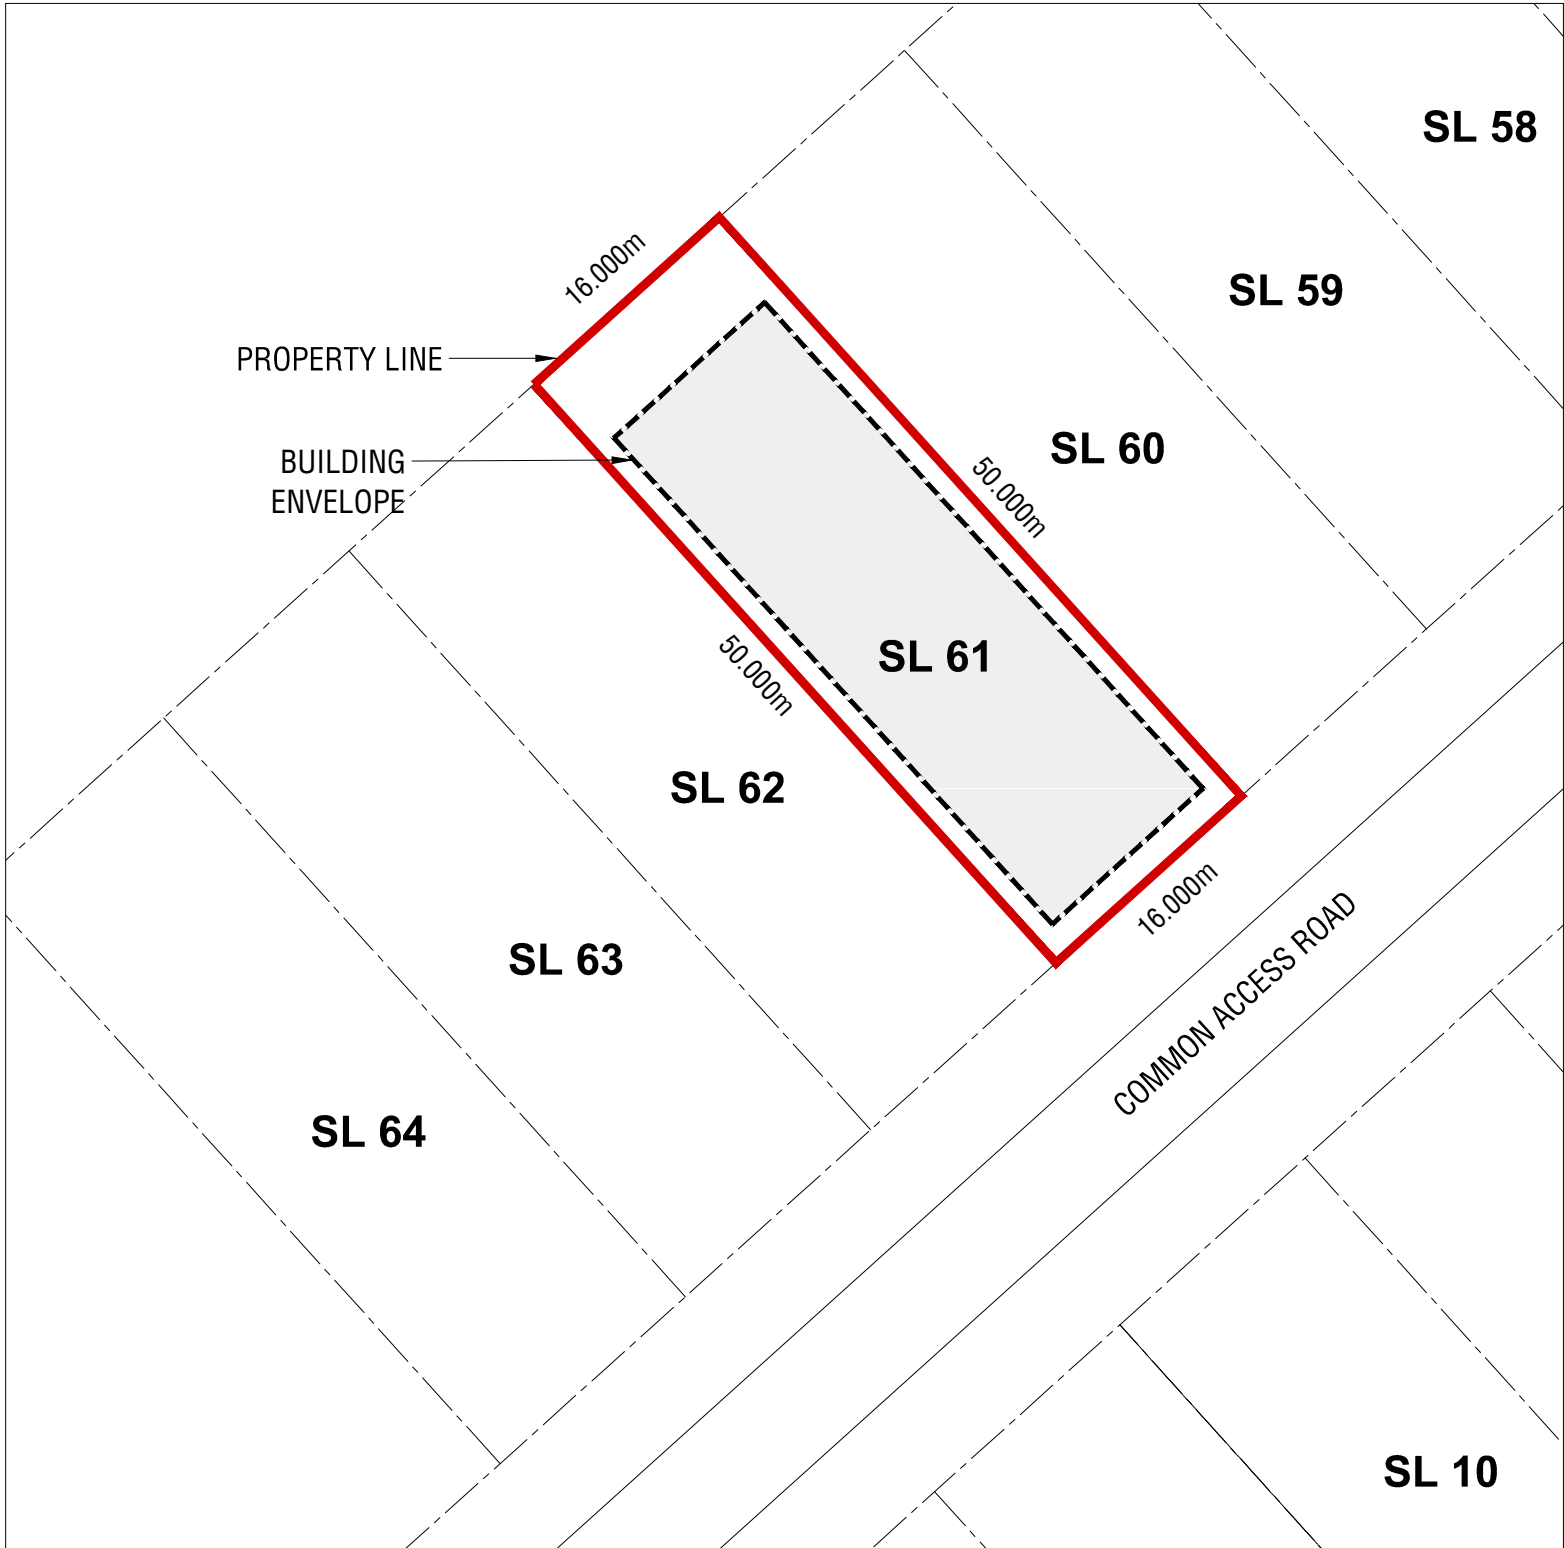 SL 58
16.000m
SL 59
PROPERTY LINE
SL 60
BUILDING
ENVELOPE
50.000m
SL 61
50.000m
SL 62
16.000m
SL 63
COMMON ACCESS ROAD
SL 64
SL 10